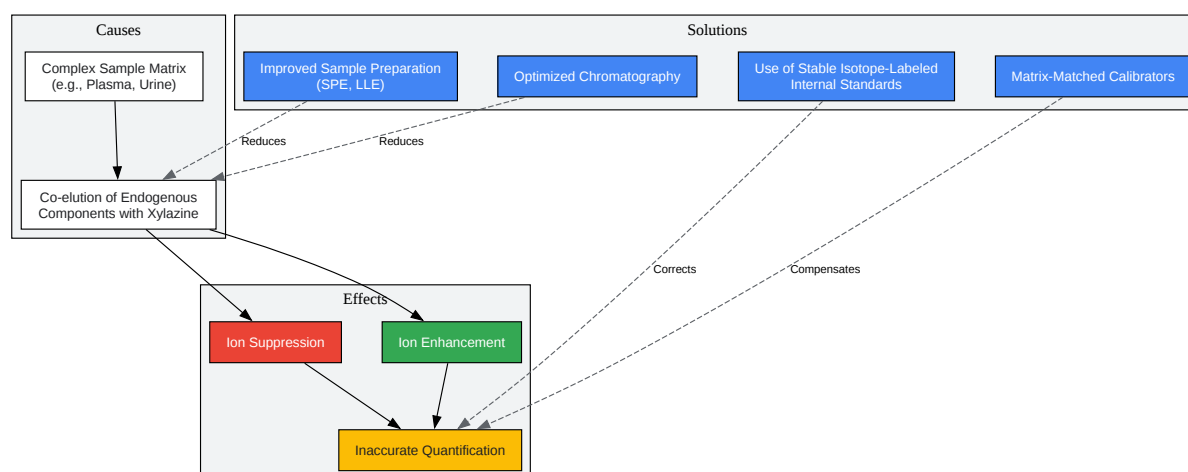 Causes
Complex Sample Matrix
(e.g., Plasma, Urine)
Co-elution of Endogenous
Components with Xylazine
Solutions
Improved Sample Preparation
(SPE, LLE)
Optimized Chromatography
Use of Stable Isotope-Labeled
Internal Standards
Matrix-Matched Calibrators
Reduces
Reduces
Corrects
Compensates
Effects
Ion Suppression
Ion Enhancement
Inaccurate Quantification